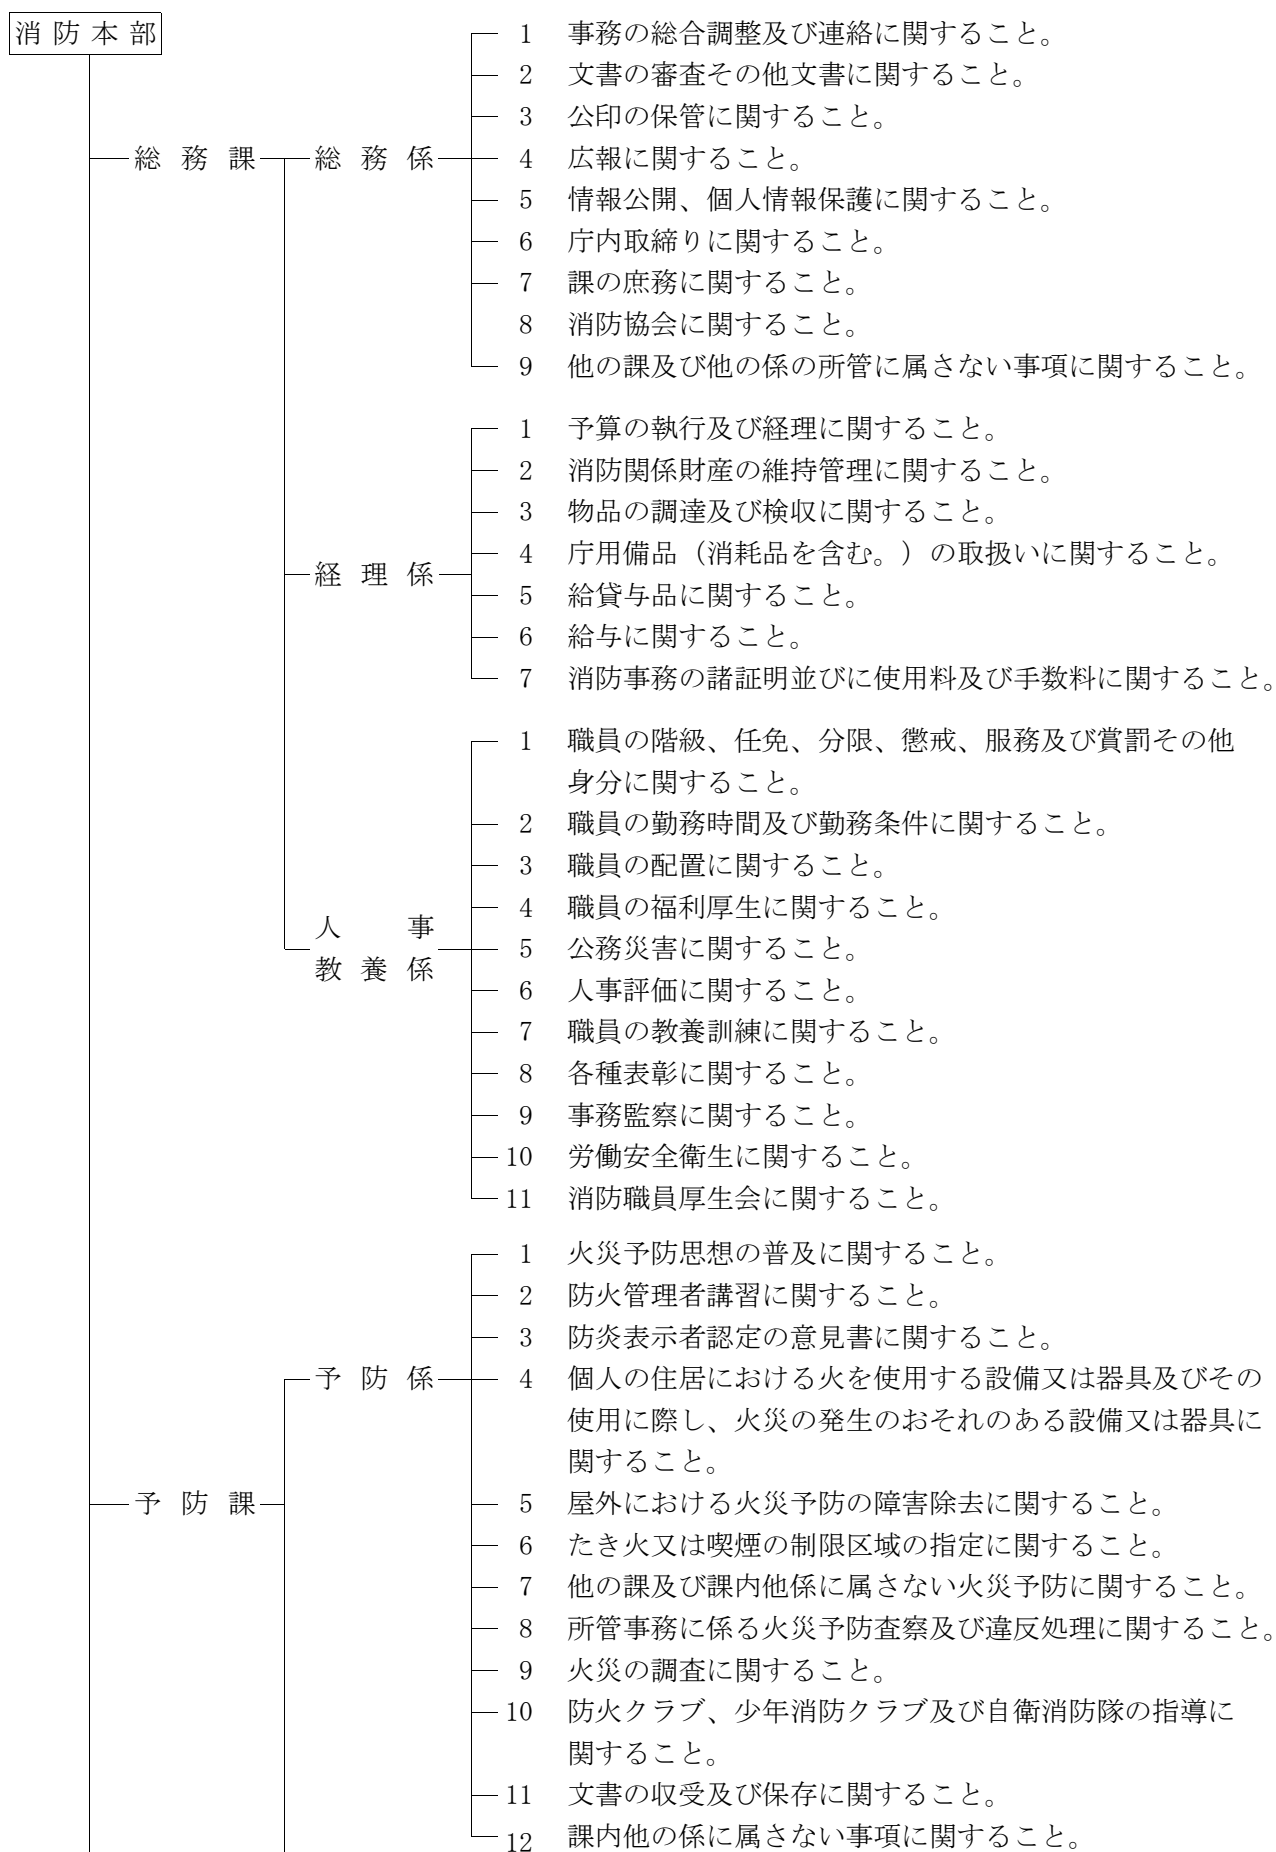 消防本部
1 事務の総合調整及び連絡に関すること。
2 文書の審査その他文書に関すること。
3 公印の保管に関すること。
総務課 総務係 4 広報に関すること。
5 情報公開、個人情報保護に関すること。
6 庁内取締りに関すること。
7 課の庶務に関すること。
8 消防協会に関すること。
9 他の課及び他の係の所管に属さない事項に関すること。
1 予算の執行及び経理に関すること。
2 消防関係財産の維持管理に関すること。
3 物品の調達及び検収に関すること。
4 庁用備品(消耗品を含む。)の取扱いに関すること。
経理係
5 給貸与品に関すること。
6 給与に関すること。
7 消防事務の諸証明並びに使用料及び手数料に関すること。
1 職員の階級、任免、分限、懲戒、服務及び賞罰その他
身分に関すること。
2 職員の勤務時間及び勤務条件に関すること。
3 職員の配置に関すること。
4 職員の福利厚生に関すること。
人事
教養係
5 公務災害に関すること。
6 人事評価に関すること。
7 職員の教養訓練に関すること。
8 各種表彰に関すること。
9 事務監察に関すること。
10 労働安全衛生に関すること。
11 消防職員厚生会に関すること。
1 火災予防思想の普及に関すること。
2 防火管理者講習に関すること。
3 防炎表示者認定の意見書に関すること。
予防係 4 個人の住居における火を使用する設備又は器具及びその
使用に際し、火災の発生のおそれのある設備又は器具に
関すること。
予防課 5 屋外における火災予防の障害除去に関すること。
6 たき火又は喫煙の制限区域の指定に関すること。
7 他の課及び課内他係に属さない火災予防に関すること。
8 所管事務に係る火災予防査察及び違反処理に関すること。
9 火災の調査に関すること。
10 防火クラブ、少年消防クラブ及び自衛消防隊の指導に
関すること。
11 文書の収受及び保存に関すること。
12 課内他の係に属さない事項に関すること。